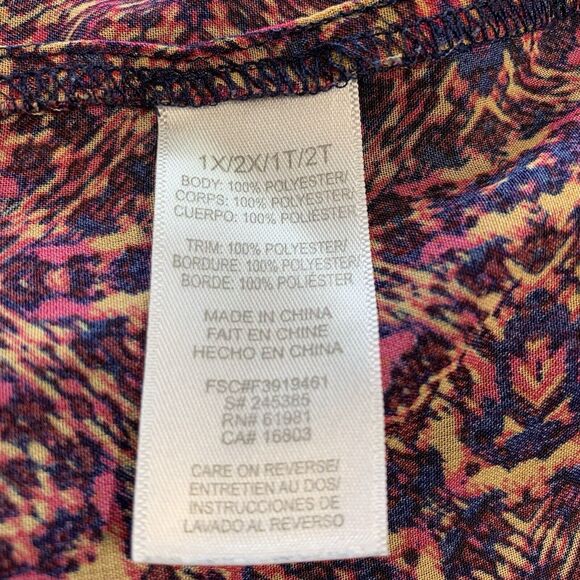 1X/2X/1T/2T
BODY: 100% POLYESTER/
CORPS: 100% POLYESTER/
CUERPO: 100% POLIÉSTER
TRIM: 100% POLYESTER/
BORDURE: 100% POLYESTER/
BORDE: 100% POLIÉSTER
MADE IN CHINA
FAIT EN CHINE
HECHO EN CHINA
FSC#F3919461
S# 245385
RN# 61981
CA# 16603
CARE ON REVERSE/
ENTRETIEN AU DOS/
INSTRUCCIONES DE
LAVADO AL REVERSO